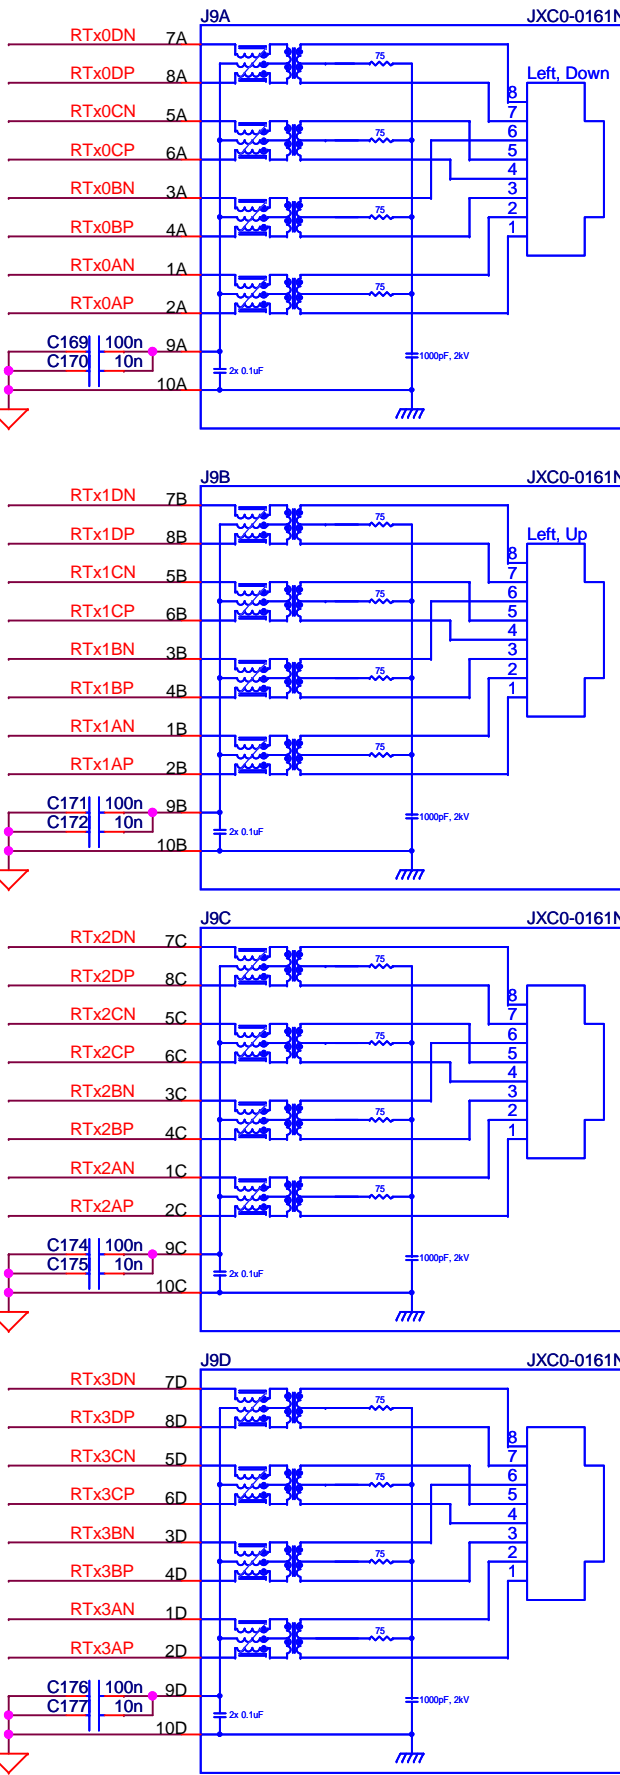 J9A JXC0-0161N
RTx0DN 7A
75
RTx0DP 8A
Left, Down
8
RTx0CN 5A
7
6
75
RTx0CP 6A
5
4
RTx0BN 3A
3
75
2
RTx0BP 4A
1
RTx0AN 1A
75
RTx0AP 2A
C169 100n 9A
1000pF, 2kV
C170 10n
2x 0.1uF
10A
J9B JXC0-0161N
RTx1DN 7B
75
RTx1DP 8B
Left, Up
8
RTx1CN 5B
7
6
75
RTx1CP 6B
5
4
RTx1BN 3B
3
75
2
RTx1BP 4B
1
RTx1AN 1B
75
RTx1AP 2B
C171 100n 9B
1000pF, 2kV
C172 10n
2x 0.1uF
10B
J9C JXC0-0161N
RTx2DN 7C
75
RTx2DP 8C
8
RTx2CN 5C
7
6
75
RTx2CP 6C
5
4
RTx2BN 3C
3
75
2
RTx2BP 4C
1
RTx2AN 1C
75
RTx2AP 2C
C174 100n 9C
1000pF, 2kV
C175 10n
2x 0.1uF
10C
J9D JXC0-0161N
RTx3DN 7D
75
RTx3DP 8D
8
RTx3CN 5D
7
6
75
RTx3CP 6D
5
4
RTx3BN 3D
3
75
2
RTx3BP 4D
1
RTx3AN 1D
75
RTx3AP 2D
C176 100n 9D
1000pF, 2kV
C177 10n
2x 0.1uF
10D